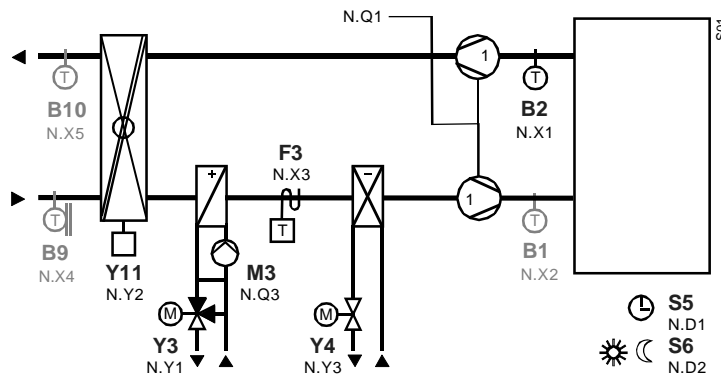 N.Q1
1
T
B10
N.X5
T
B2
N.X1
+
F3
N.X3
-
1
T
B9
N.X4
T
Y11
N.Y2
M3
N.Q3
T
B1
N.X2
M
Y3
N.Y1
M
Y4
N.Y3
S5
N.D1
S6
N.D2